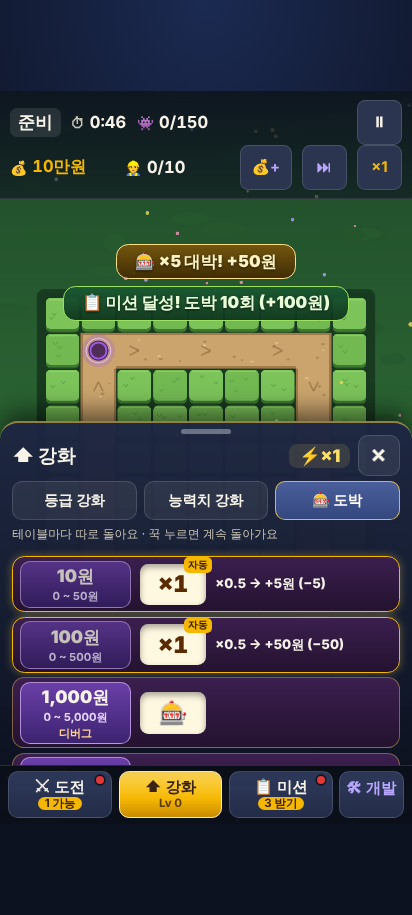 준비 ⏱ 0:46 👾 0/150 ⏸
💰 10만원 👷 0/10 💰+ ⏭ ×1
🎰 ×5 대박! +50원
📋 미션 달성! 도박 10회 (+100원)
⬆ 강화 ⚡×1 ✕
등급 강화 능력치 강화 🎰 도박
테이블마다 따로 돌아요 · 꾹 누르면 계속 돌아가요
자동
10원 ×1 ×0.5 → +5원 (−5)
0 ~ 50원
자동
100원 ×1 ×0.5 → +50원 (−50)
0 ~ 500원
1,000원
0 ~ 5,000원
디버그
⚔ 도전 ⬆ 강화 📋 미션 🛠 개발
1 가능 Lv 0 3 받기